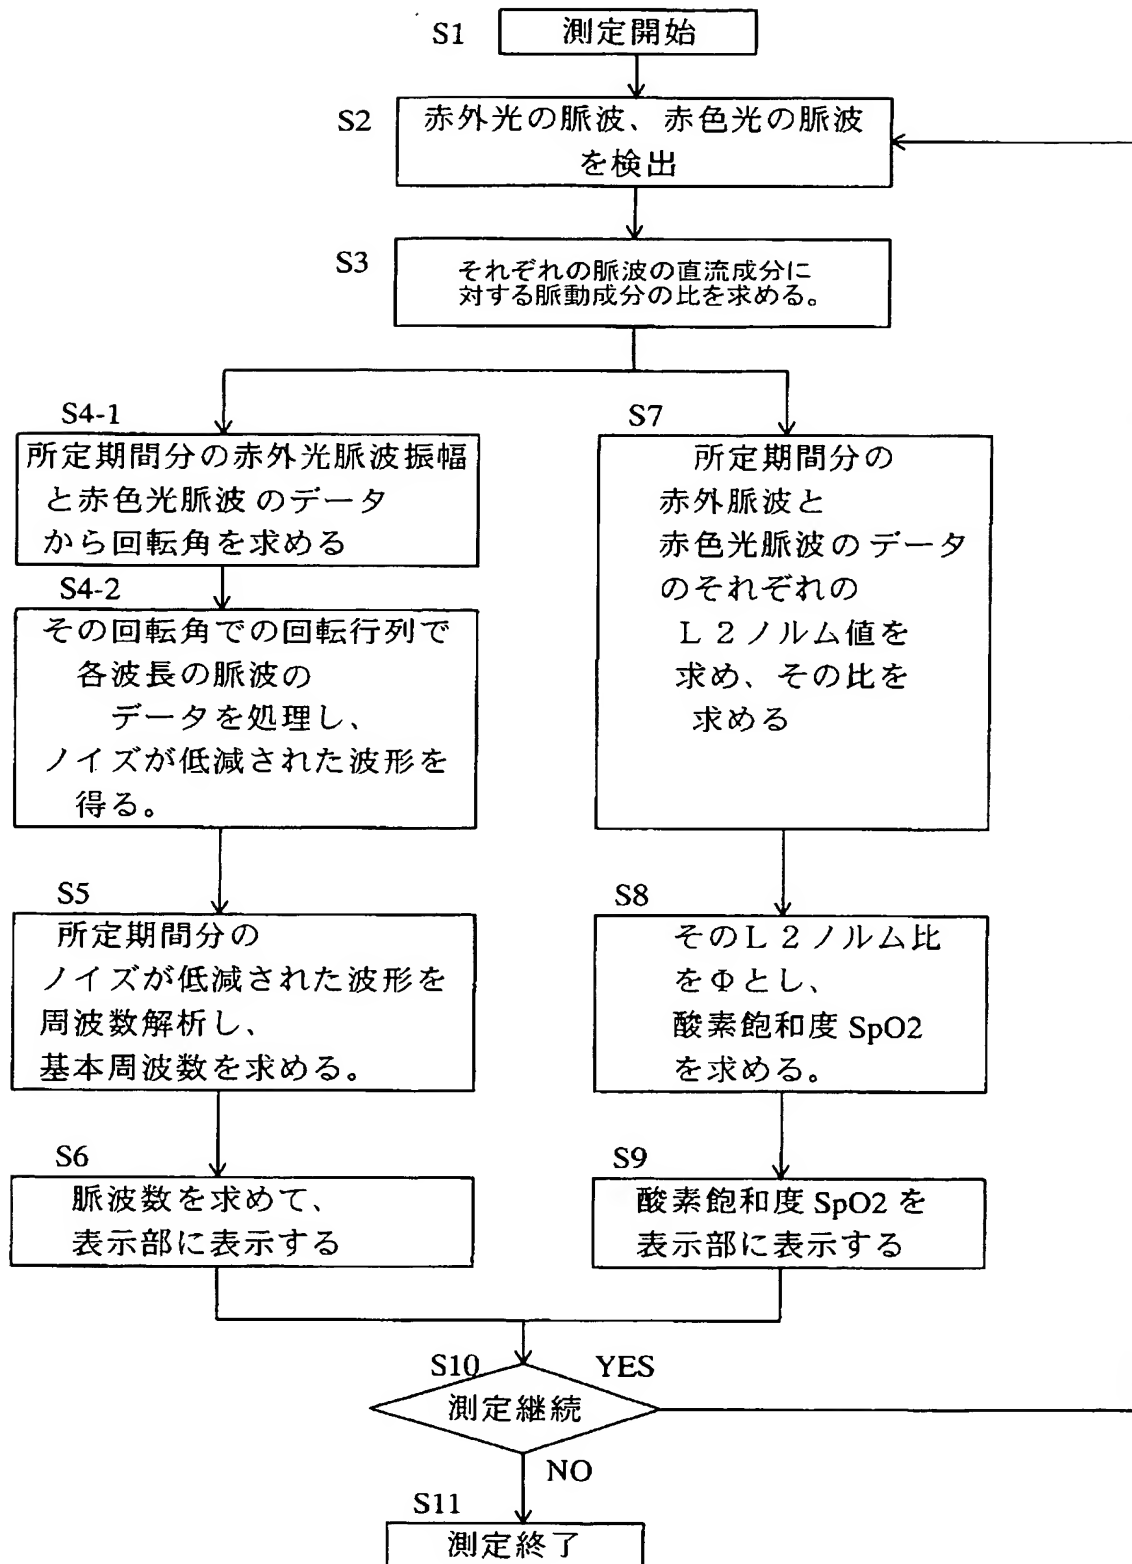 S1
測定開始
S2
赤外光の脈波、赤色光の脈波
を検出
S3
それぞれの脈波の直流成分に
対する脈動成分の比を求める。
S4-1
所定期間分の赤外光脈波振幅
と赤色光脈波のデータ
から回転角を求める
S4-2
その回転角での回転行列で
各波長の脈波の
データを処理し、
ノイズが低減された波形を
得る。
S5
所定期間分の
ノイズが低減された波形を
周波数解析し、
基本周波数を求める。
S6
脈波数を求めて、
表示部に表示する
S7
所定期間分の
赤外脈波と
赤色光脈波のデータ
のそれぞれの
L2ノルム値を
求め、その比を
求める
S8
そのL2ノルム比
をΦとし、
酸素飽和度 SpO2
を求める。
S9
酸素飽和度 SpO2 を
表示部に表示する
S10
YES
測定継続
NO
S11
測定終了